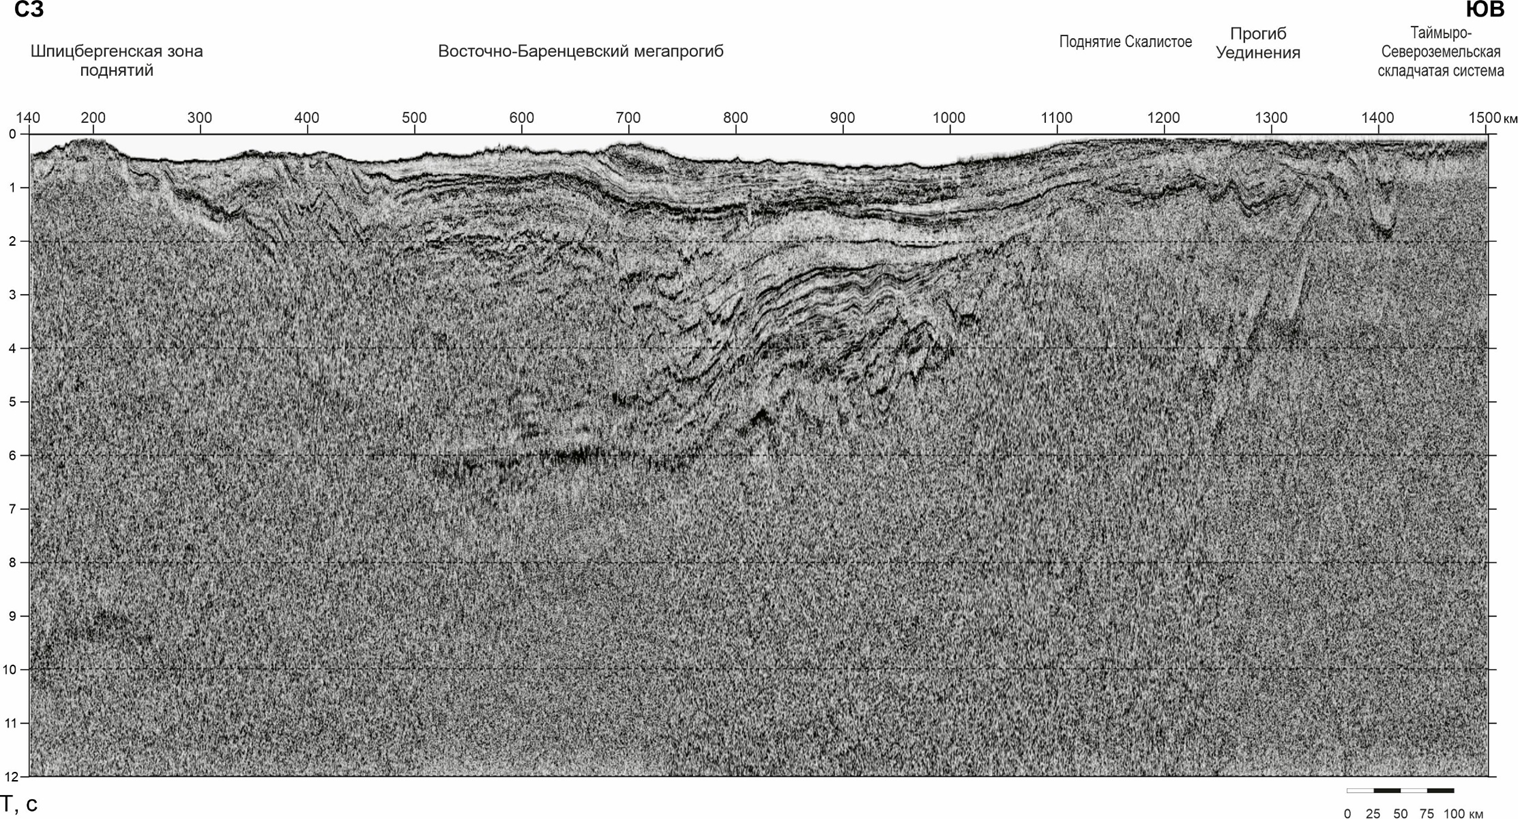 СЗ
ЮВ
Шпицбергенская зона
поднятий
Восточно-Баренцевский мегапрогиб
Поднятие Скалистое
Прогиб
Уединения
Таймыро-
Североземельская
складчатая система
140 200 300 400 500 600 700 800 900 1000 1100 1200 1300 1400 1500 км
0
1
2
3
4
5
6
7
8
9
10
11
12
Т, с
0 25 50 75 100 км